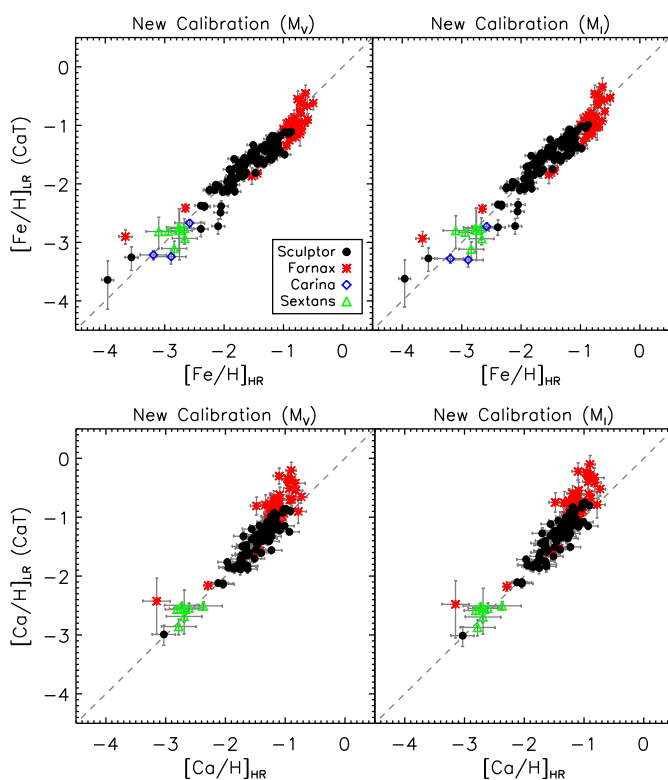 New Calibration (M_V) New Calibration (M_I)
0
−1
−2
−3
−4
[Fe/H]_LR (CaT)
Sculptor
Fornax
Carina
Sextans
−4 −3 −2 −1 0 −4 −3 −2 −1 0
[Fe/H]_HR [Fe/H]_HR
New Calibration (M_V) New Calibration (M_I)
0
−1
−2
−3
−4
[Ca/H]_LR (CaT)
−4 −3 −2 −1 0 −4 −3 −2 −1 0
[Ca/H]_HR [Ca/H]_HR